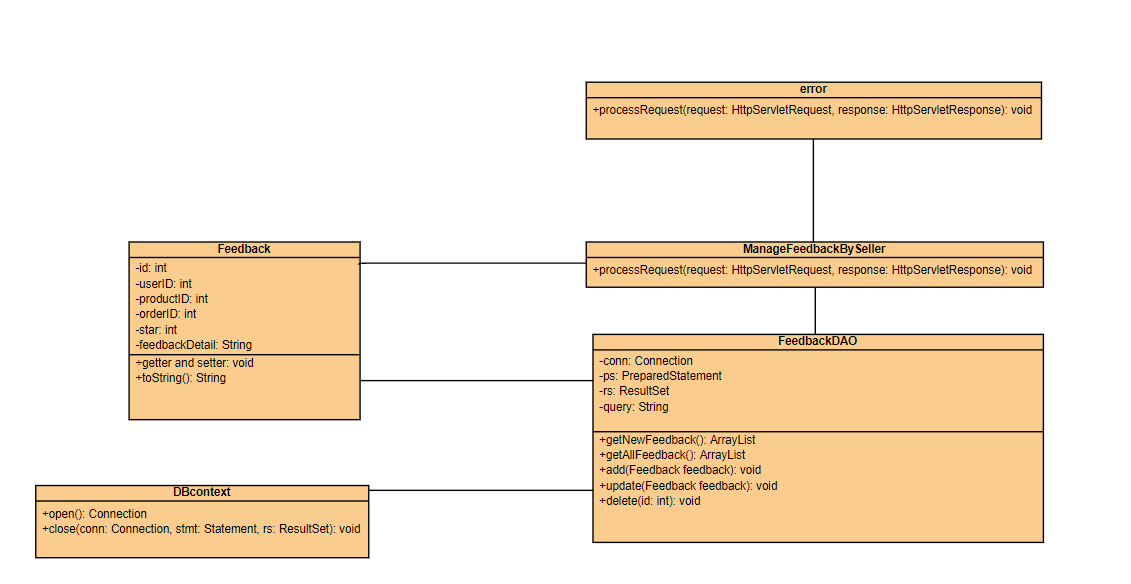 error
+processRequest(request: HttpServletRequest, response: HttpServletResponse): void
Feedback
-id: int
-userID: int
-productID: int
-orderID: int
-star: int
-feedbackDetail: String
+getter and setter: void
+toString(): String
ManageFeedbackBySeller
+processRequest(request: HttpServletRequest, response: HttpServletResponse): void
FeedbackDAO
-conn: Connection
-ps: PreparedStatement
-rs: ResultSet
-query: String
+getNewFeedback(): ArrayList
+getAllFeedback(): ArrayList
+add(Feedback feedback): void
+update(Feedback feedback): void
+delete(id: int): void
DBcontext
+open(): Connection
+close(conn: Connection, stmt: Statement, rs: ResultSet): void